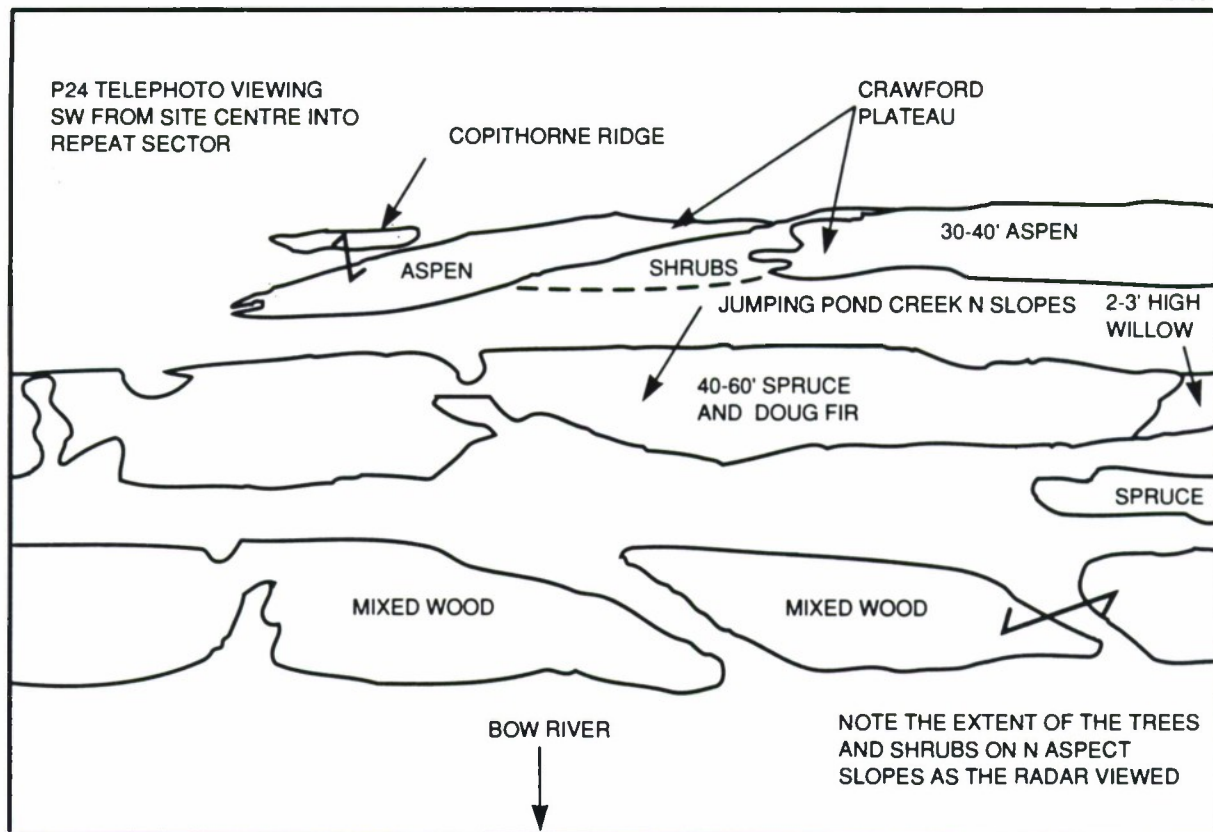 P24 TELEPHOTO VIEWING
SW FROM SITE CENTRE INTO
REPEAT SECTOR
COPITHORNE RIDGE
CRAWFORD
PLATEAU
30-40' ASPEN
ASPEN
SHRUBS
JUMPING POND CREEK N SLOPES
2-3' HIGH
WILLOW
40-60' SPRUCE
AND DOUG FIR
SPRUCE
MIXED WOOD
MIXED WOOD
BOW RIVER
NOTE THE EXTENT OF THE TREES
AND SHRUBS ON N ASPECT
SLOPES AS THE RADAR VIEWED